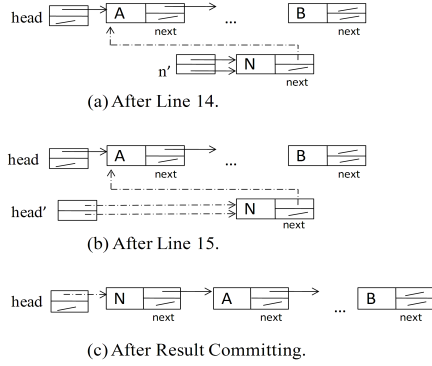 head A ... B
next next
n′ N
next
(a) After Line 14.
head A ... B
next next
head′ N
next
(b) After Line 15.
head N A ... B
next next next
(c) After Result Committing.